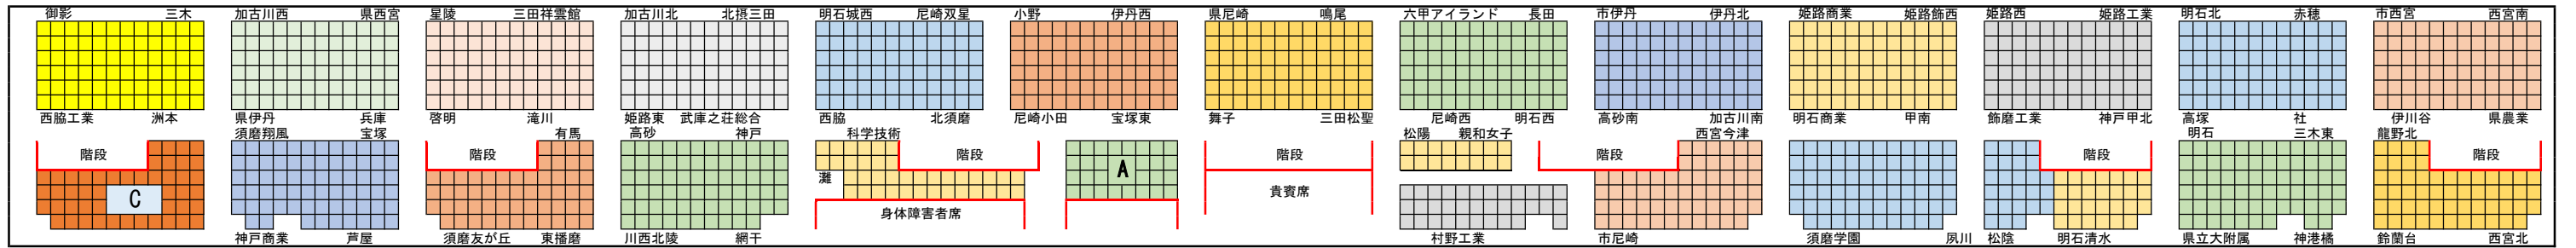 御影 三木 加古川西 県西宮 星陵 三田祥雲館 加古川北 北摂三田 明石城西 尼崎双星 小野 伊丹西 県尼崎 鳴尾 六甲アイランド 長田 市伊丹 伊丹北 姫路商業 姫路飾西 姫路西 姫路工業 明石北 赤穂 市西宮 西宮南
西脇工業 洲本 県伊丹 兵庫 啓明 滝川 姫路東 武庫之荘総合 西脇 北須磨 尼崎小田 宝塚東 舞子 三田松聖 尼崎西 明石西 高砂南 加古川南 明石商業 甲南 飾磨工業 神戸甲北 高塚 社 伊川谷 県農業
須磨翔風 宝塚 有馬 高砂 神戸 科学技術 松陽 親和女子 西宮今津 明石 三木東 龍野北
階段 階段 階段 階段 階段 階段 階段
A
灘
C 貴賓席
身体障害者席
神戸商業 芦屋 須磨友が丘 東播磨 川西北陵 網干 村野工業 市尼崎 須磨学園 夙川 松陰 明石清水 県立大附属 神港橘 鈴蘭台 西宮北